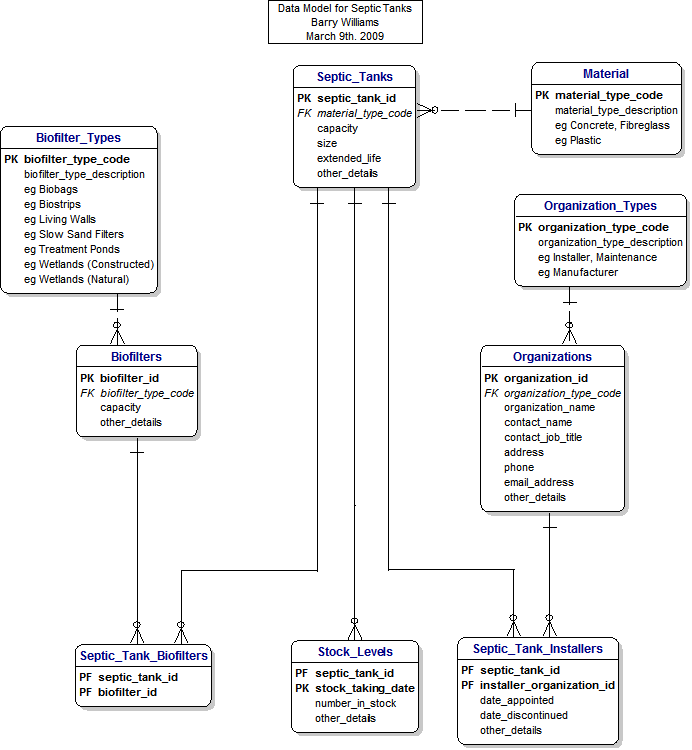 Data Model for Septic Tanks
Barry Williams
March 9th. 2009
Septic_Tanks
PK septic_tank_id
FK material_type_code
capacity
size
extended_life
other_details
Material
PK material_type_code
material_type_description
eg Concrete, Fibreglass
eg Plastic
Biofilter_Types
PK biofilter_type_code
biofilter_type_description
eg Biobags
eg Biostrips
eg Living Walls
eg Slow Sand Filters
eg Treatment Ponds
eg Wetlands (Constructed)
eg Wetlands (Natural)
Organization_Types
PK organization_type_code
organization_type_description
eg Installer, Maintenance
eg Manufacturer
Biofilters
PK biofilter_id
FK biofilter_type_code
capacity
other_details
Organizations
PK organization_id
FK organization_type_code
organization_name
contact_name
contact_job_title
address
phone
email_address
other_details
Septic_Tank_Biofilters
PF septic_tank_id
PF biofilter_id
Stock_Levels
PF septic_tank_id
PK stock_taking_date
number_in_stock
other_details
Septic_Tank_Installers
PF septic_tank_id
PF installer_organization_id
date_appointed
date_discontinued
other_details